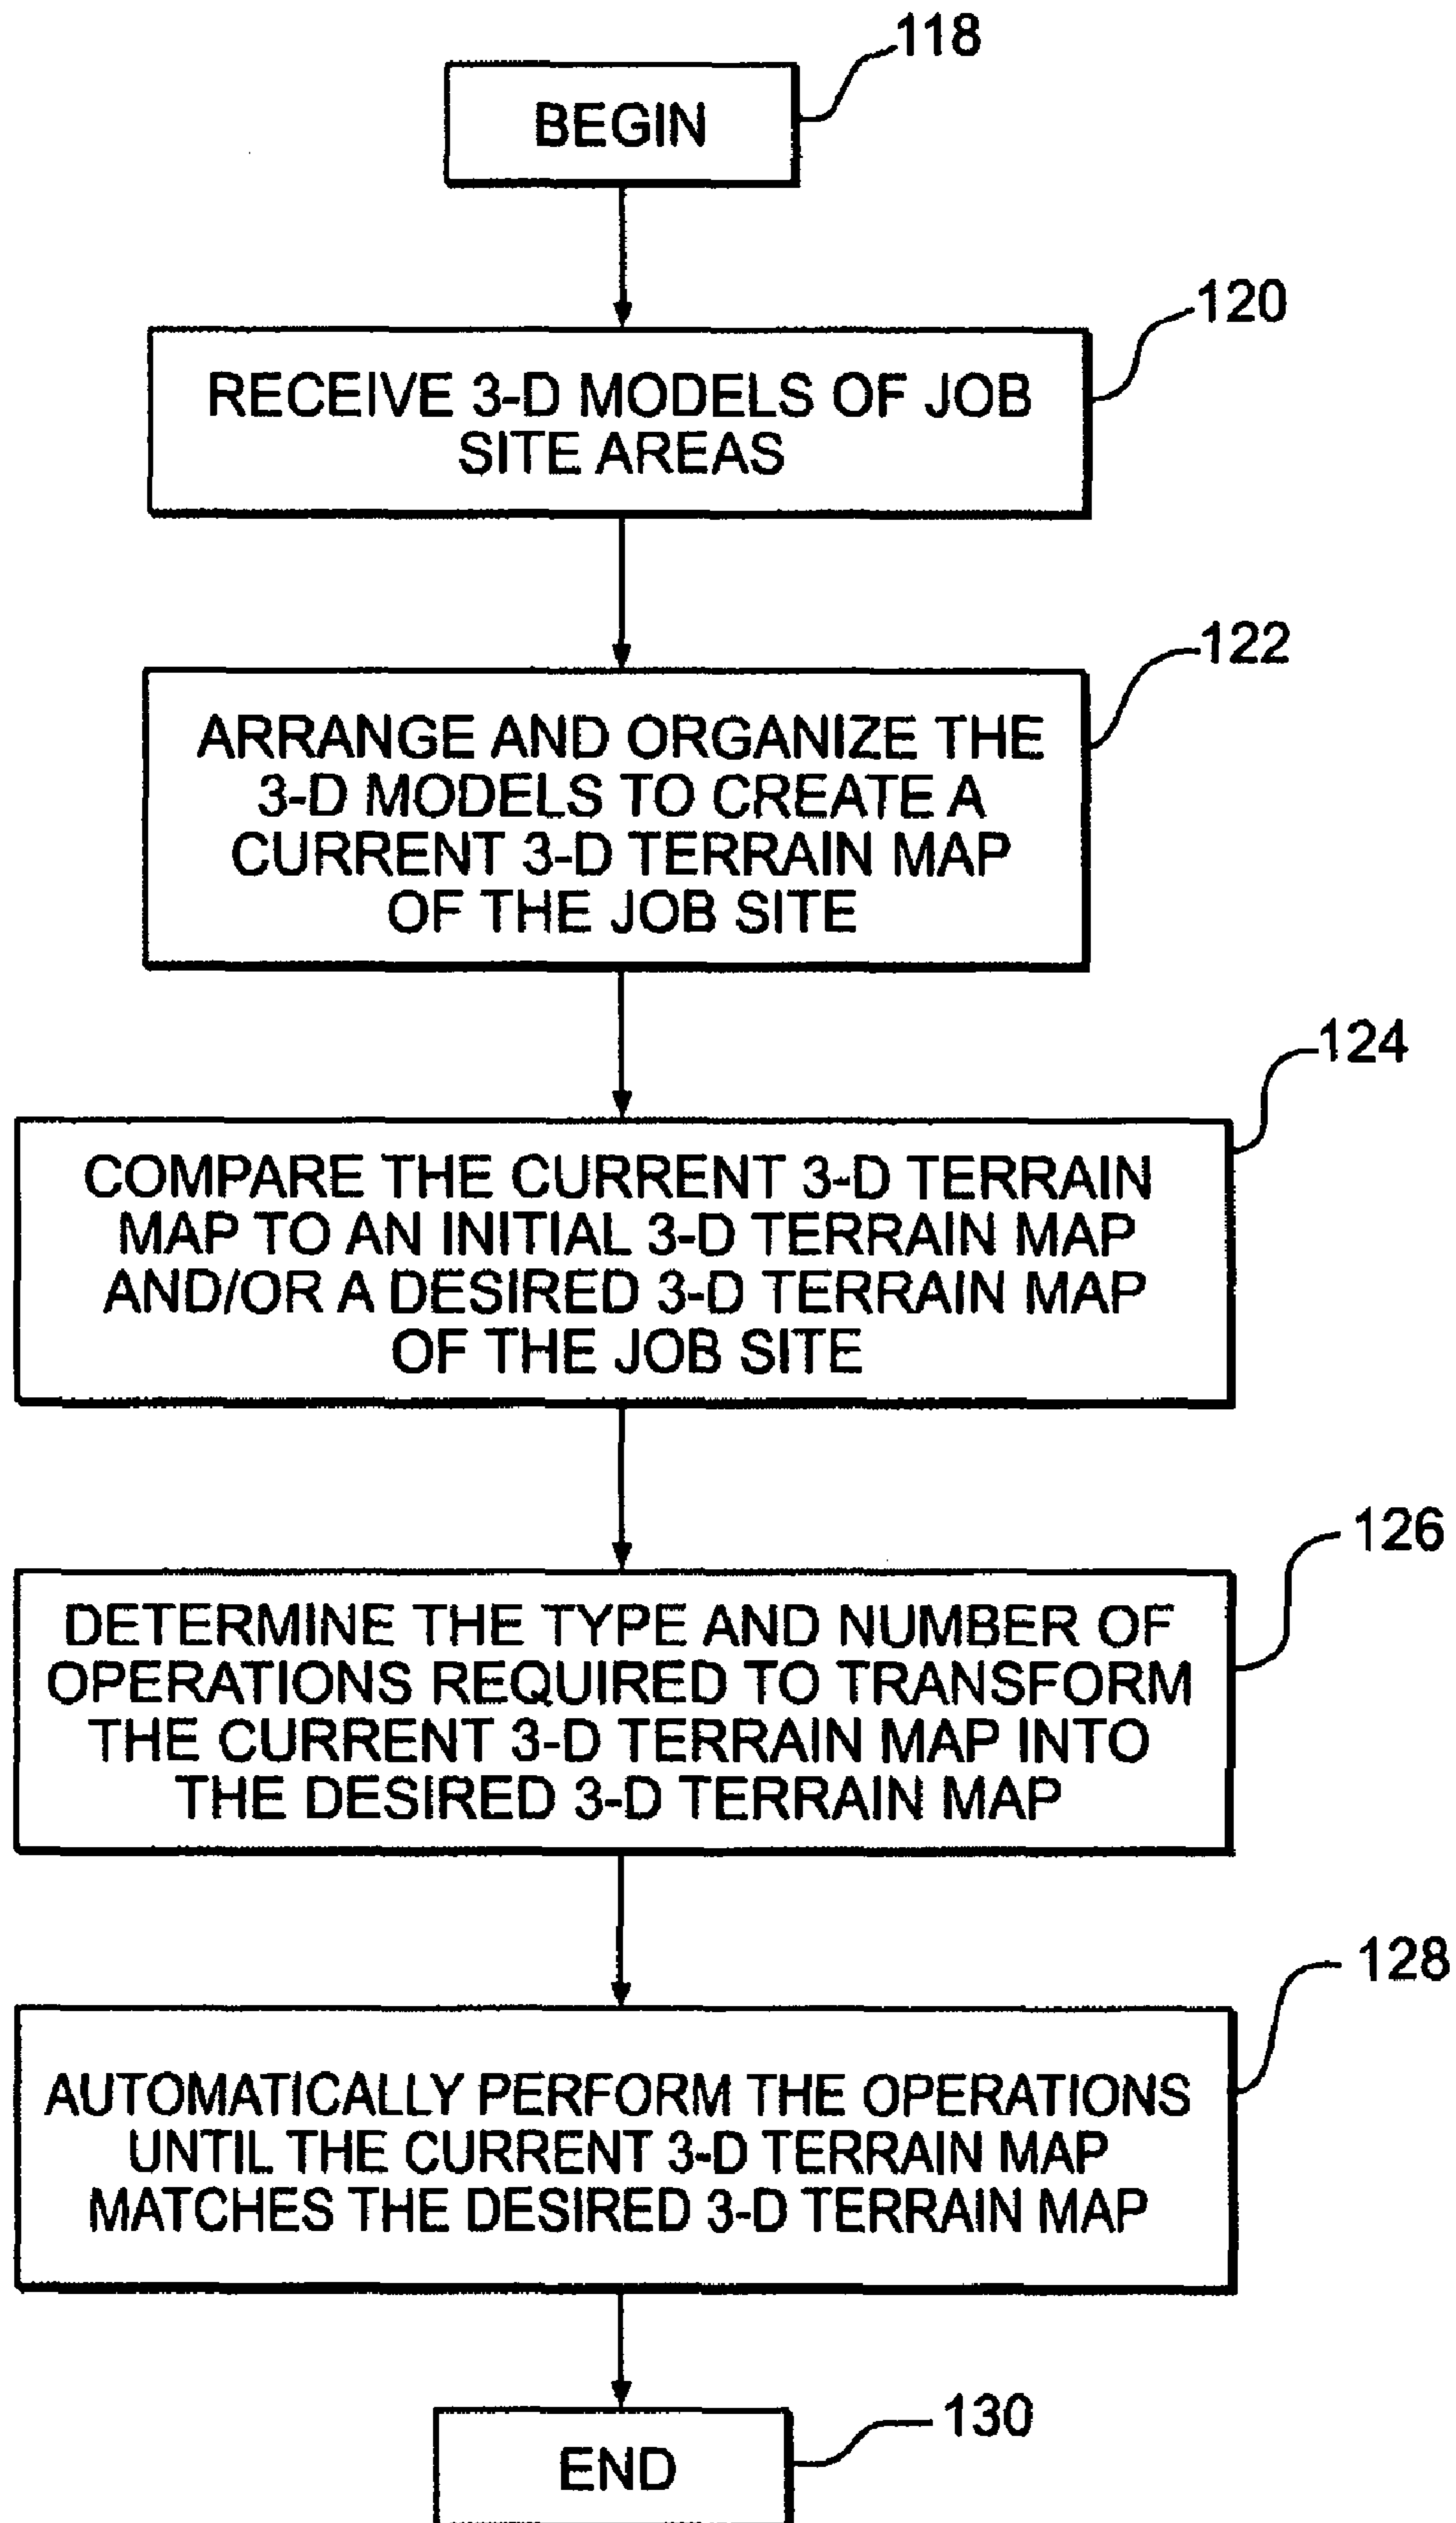 118
BEGIN
120
RECEIVE 3-D MODELS OF JOB
SITE AREAS
122
ARRANGE AND ORGANIZE THE
3-D MODELS TO CREATE A
CURRENT 3-D TERRAIN MAP
OF THE JOB SITE
124
COMPARE THE CURRENT 3-D TERRAIN
MAP TO AN INITIAL 3-D TERRAIN MAP
AND/OR A DESIRED 3-D TERRAIN MAP
OF THE JOB SITE
126
DETERMINE THE TYPE AND NUMBER OF
OPERATIONS REQUIRED TO TRANSFORM
THE CURRENT 3-D TERRAIN MAP INTO
THE DESIRED 3-D TERRAIN MAP
128
AUTOMATICALLY PERFORM THE OPERATIONS
UNTIL THE CURRENT 3-D TERRAIN MAP
MATCHES THE DESIRED 3-D TERRAIN MAP
130
END